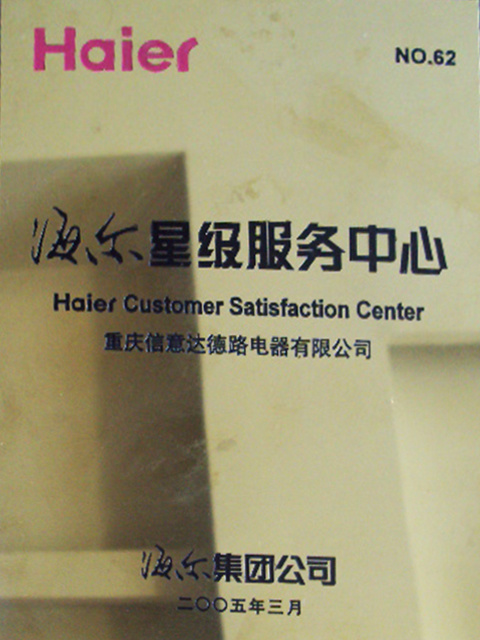 Haier
NO.62
海尔星级服务中心
Haier Customer Satisfaction Center
重庆信意达德路电器有限公司
海尔集团公司
二〇〇五年三月